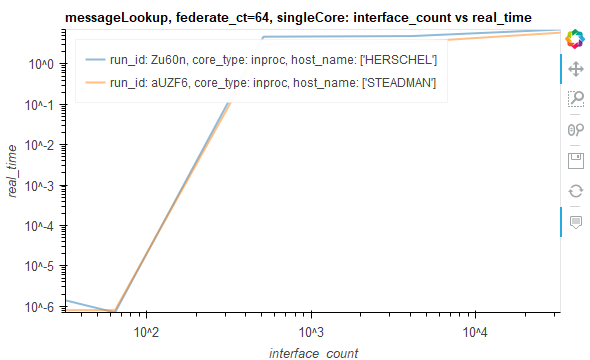 messageLookup, federate_ct=64, singleCore: interface_count vs real_time
run_id: Zu60n, core_type: inproc, host_name: ['HERSCHEL']
run_id: aUZF6, core_type: inproc, host_name: ['STEADMAN']
real_time
10^0
10^-1
10^-2
10^-3
10^-4
10^-5
10^-6
10^2
10^3
10^4
interface_count